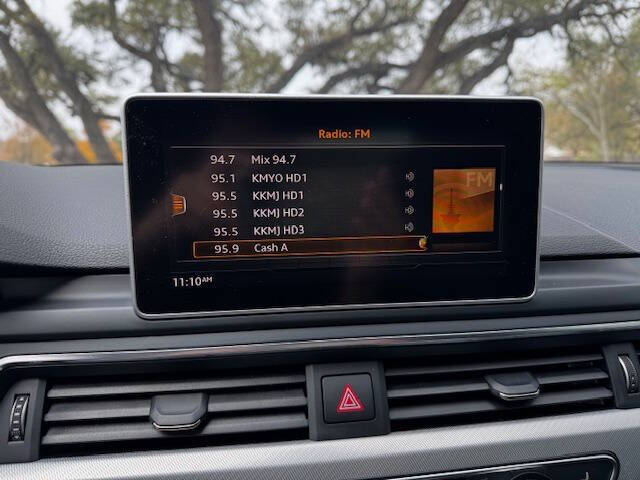 Radio: FM
94.7 Mix 94.7
95.1 KMYO HD1
95.5 KKMJ HD1
95.5 KKMJ HD2
95.5 KKMJ HD3
95.9 Cash A
FM
11:10AM